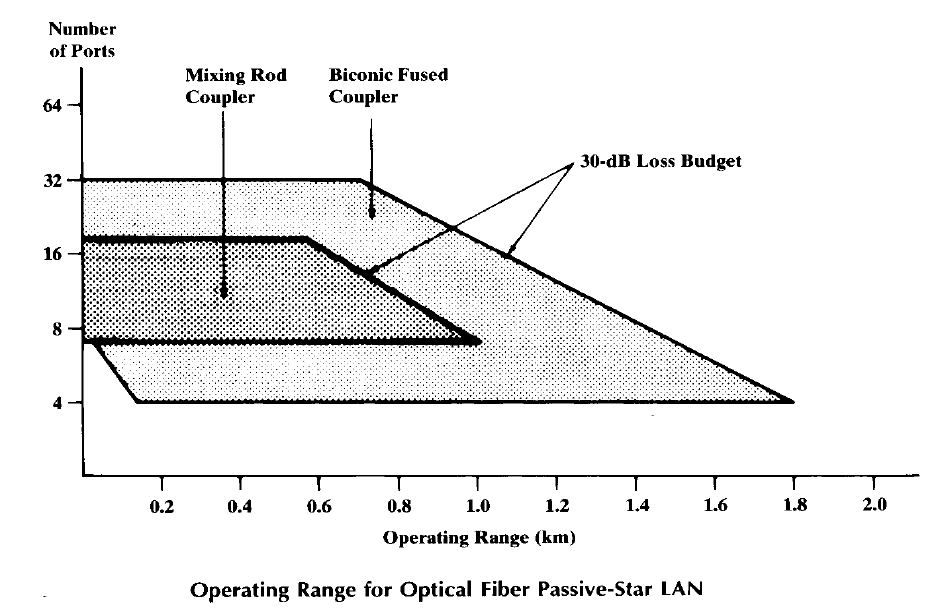 Number
of Ports
Mixing Rod
Coupler
Biconic Fused
Coupler
30-dB Loss Budget
64
32
16
8
4
0.2 0.4 0.6 0.8 1.0 1.2 1.4 1.6 1.8 2.0
Operating Range (km)
Operating Range for Optical Fiber Passive-Star LAN